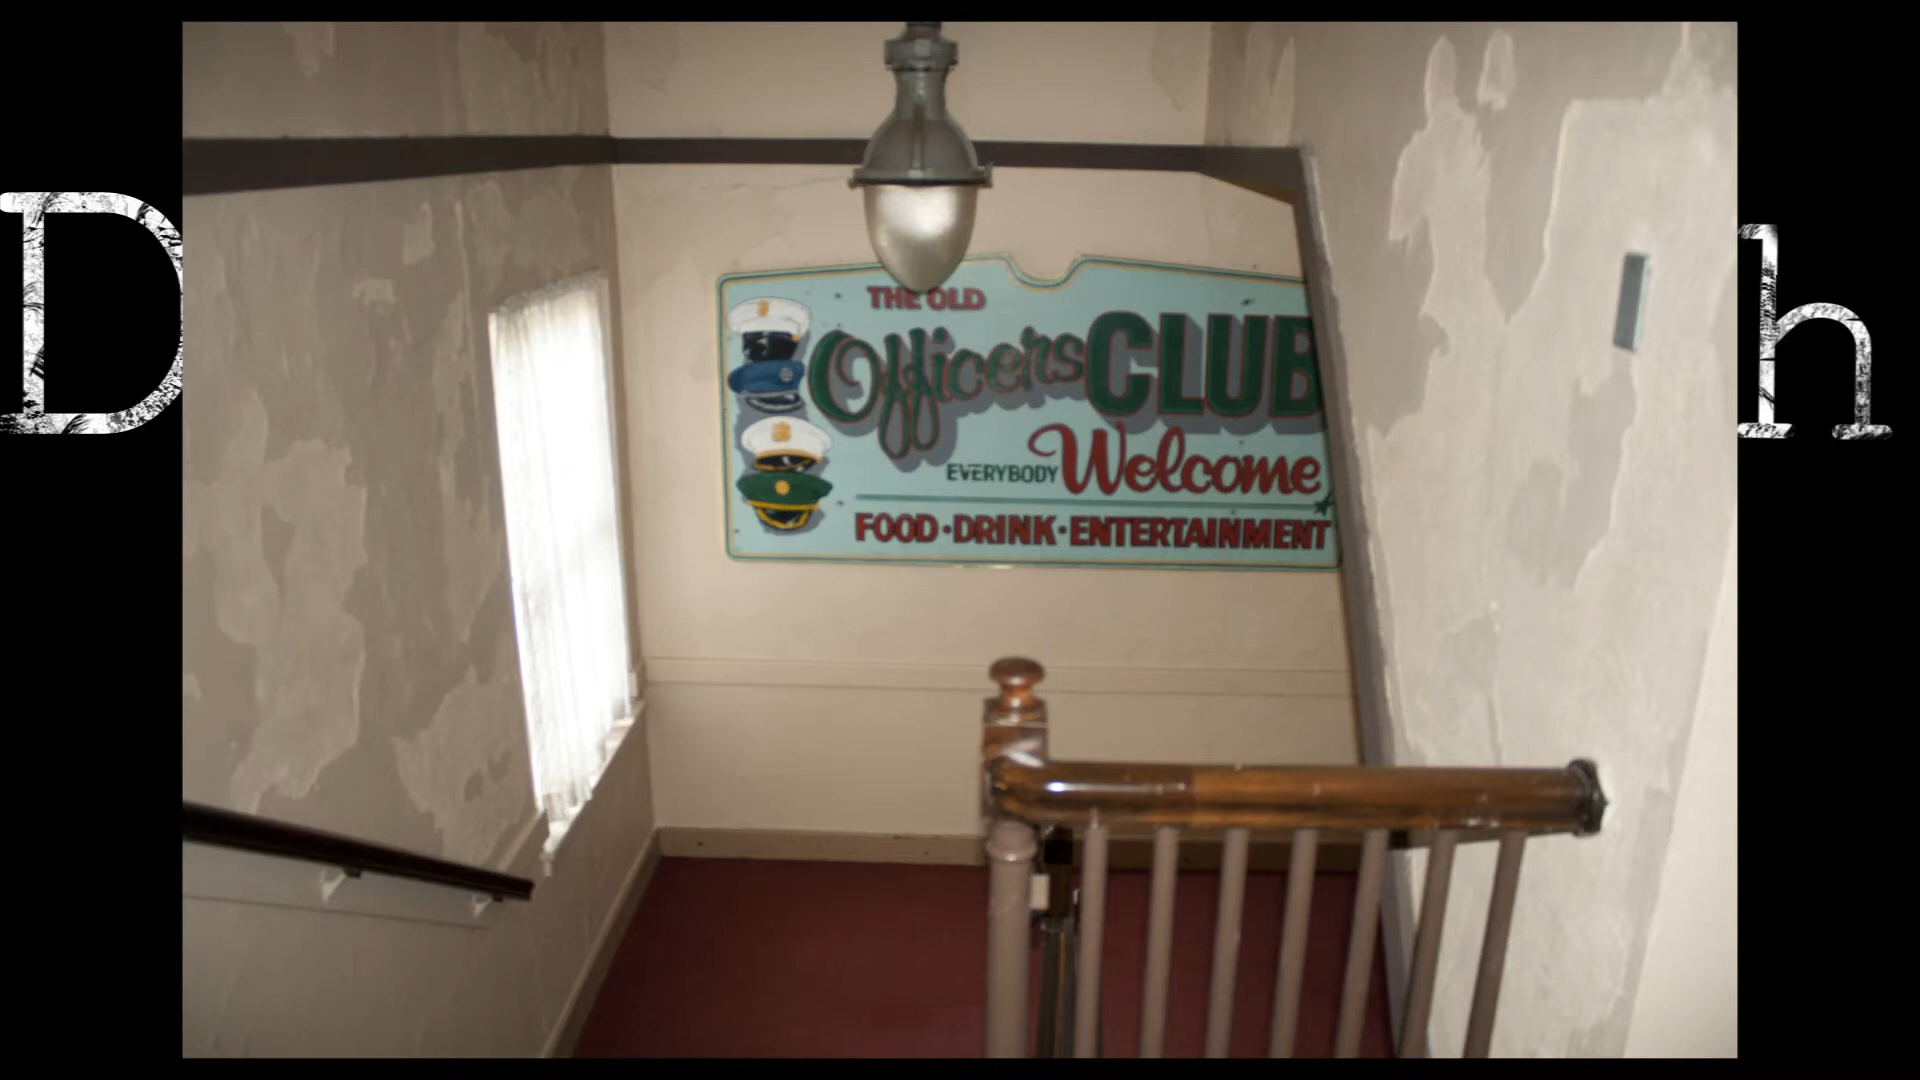 D h
THE OLD
Officers CLUB
EVERYBODY Welcome
FOOD·DRINK·ENTERTAINMENT